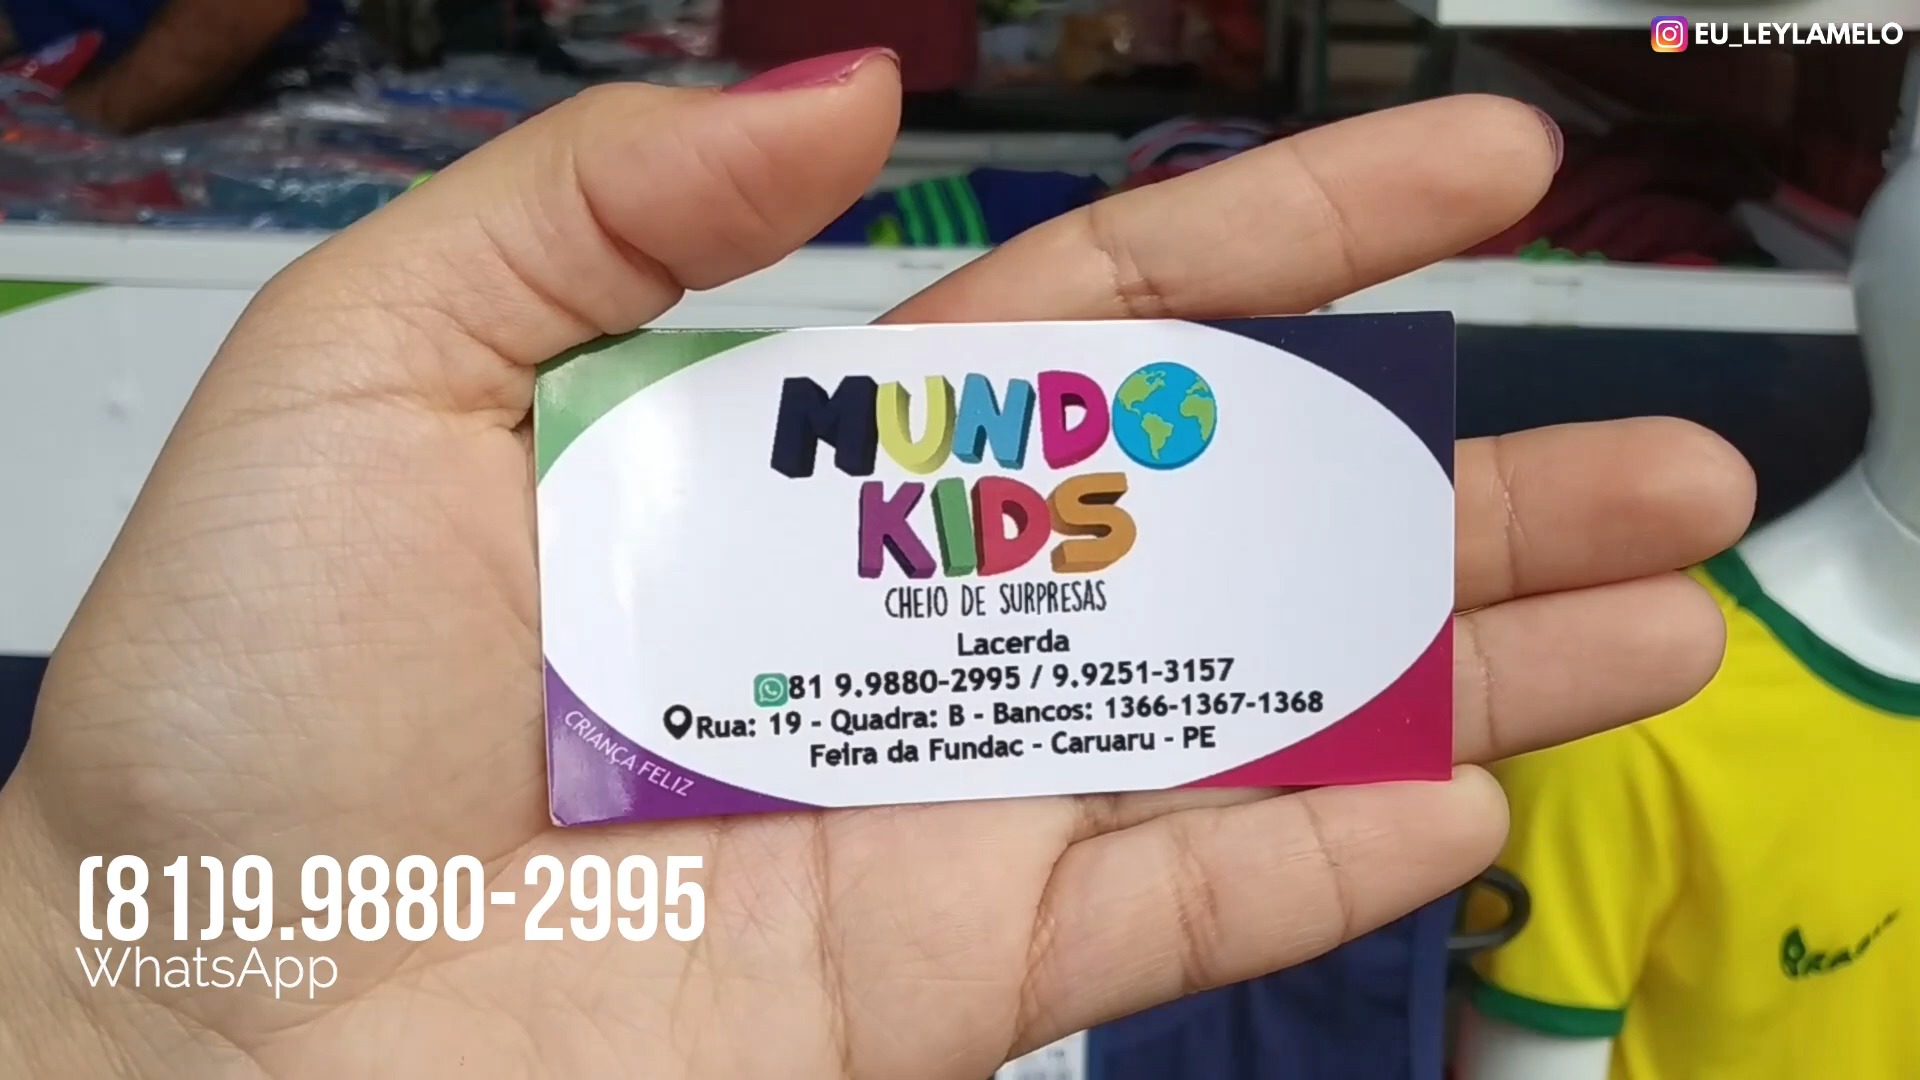 EU_LEYLAMELO
MUNDO
KIDS
CHEIO DE SURPRESAS
Lacerda
81 9.9880-2995 / 9.9251-3157
Rua: 19 - Quadra: B - Bancos: 1366-1367-1368
Feira da Fundac - Caruaru - PE
CRIANÇA FELIZ
(81)9.9880-2995
WhatsApp